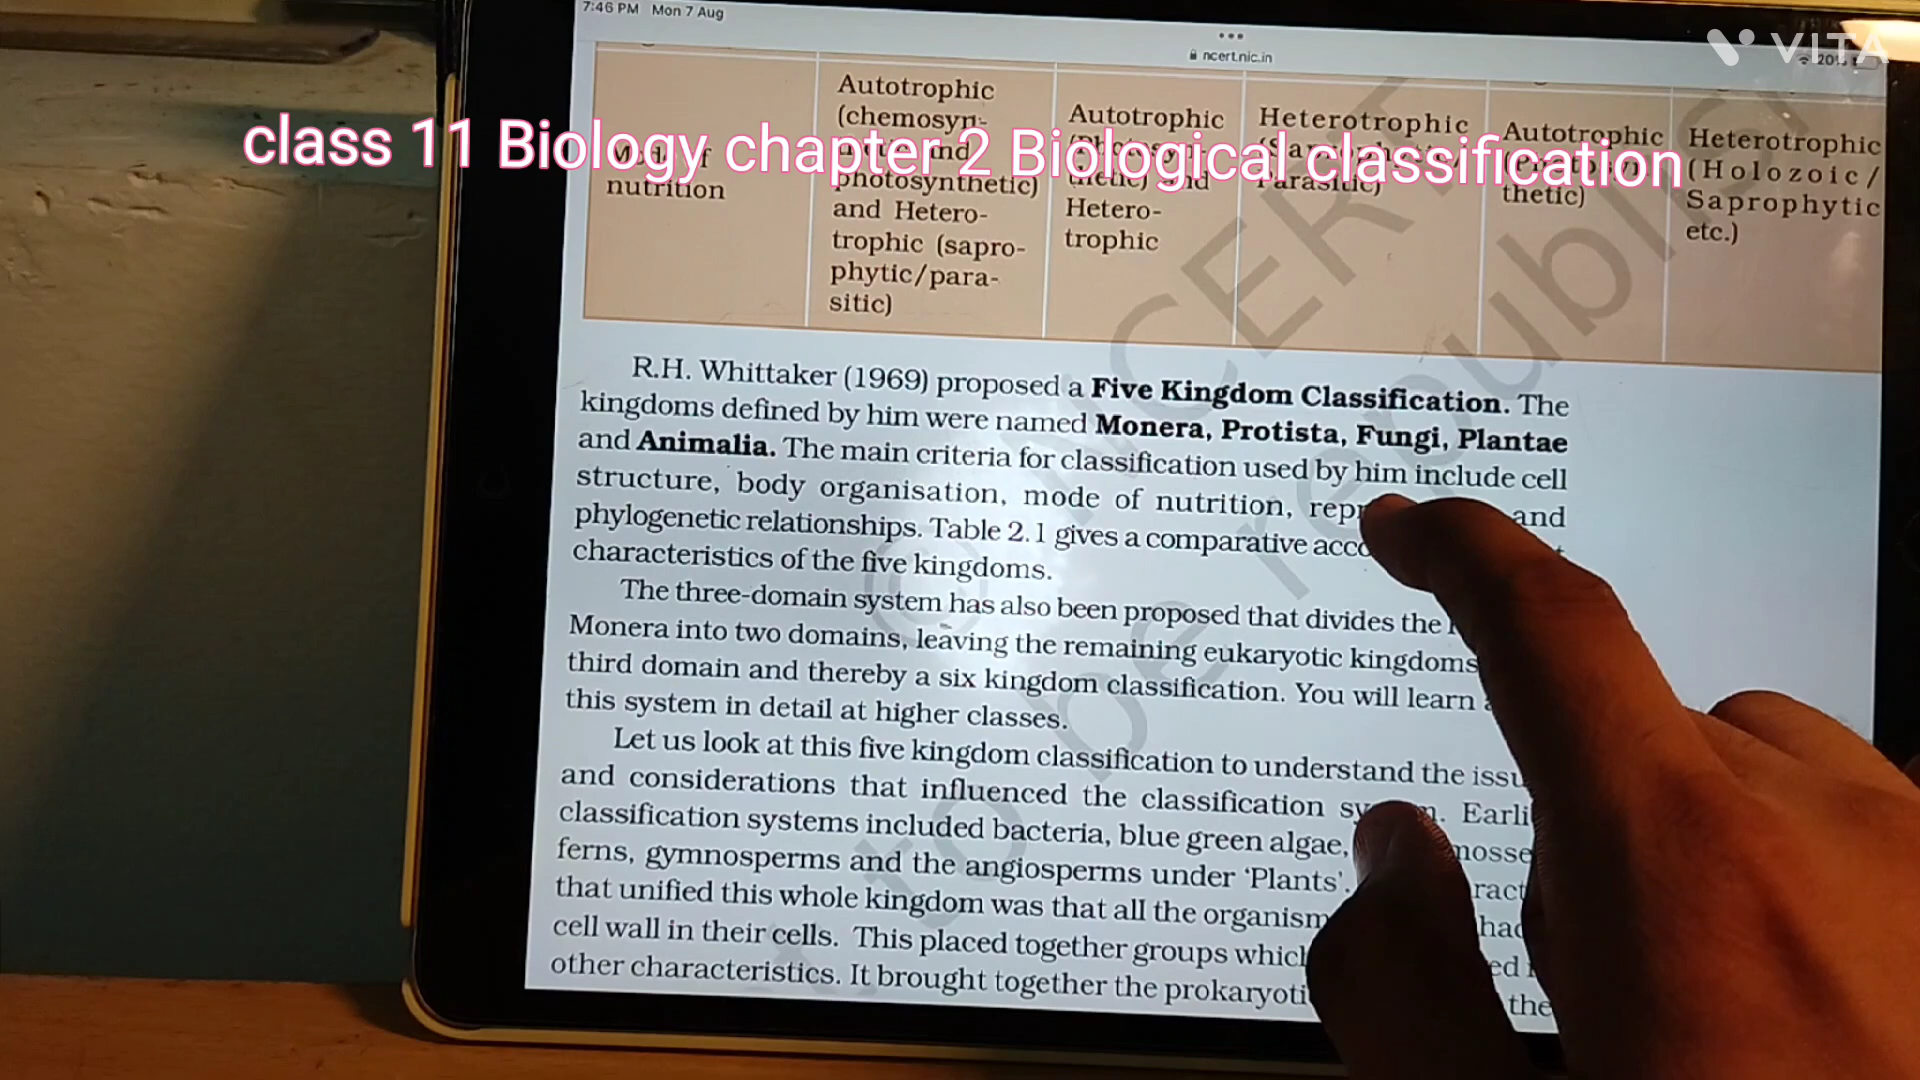 7:46 PM Mon 7 Aug
ncert.nic.in
20%
VITA
class 11 Biology chapter 2 Biological classification
nutrition
Autotrophic
(chemosyn-
photosynthetic)
and Hetero-
trophic (sapro-
phytic/para-
sitic)
Autotrophic
Hetero-
trophic
Heterotrophic
Parasitic)
Autotrophic
thetic)
Heterotrophic
(Holozoic/
Saprophytic
etc.)
R.H. Whittaker (1969) proposed a Five Kingdom Classification. The
kingdoms defined by him were named Monera, Protista, Fungi, Plantae
and Animalia. The main criteria for classification used by him include cell
structure, body organisation, mode of nutrition, and
phylogenetic relationships. Table 2.1 gives a comparative
characteristics of the five kingdoms.
The three-domain system has also been proposed that divides the
Monera into two domains, leaving the remaining eukaryotic kingdoms
third domain and thereby a six kingdom classification. You will learn
this system in detail at higher classes.
Let us look at this five kingdom classification to understand the
and considerations that influenced the classification
classification systems included bacteria, blue green algae,
ferns, gymnosperms and the angiosperms under ‘Plants’.
that unified this whole kingdom was that all the
cell wall in their cells. This placed together groups
other characteristics. It brought together the the
NCERT
to be republish